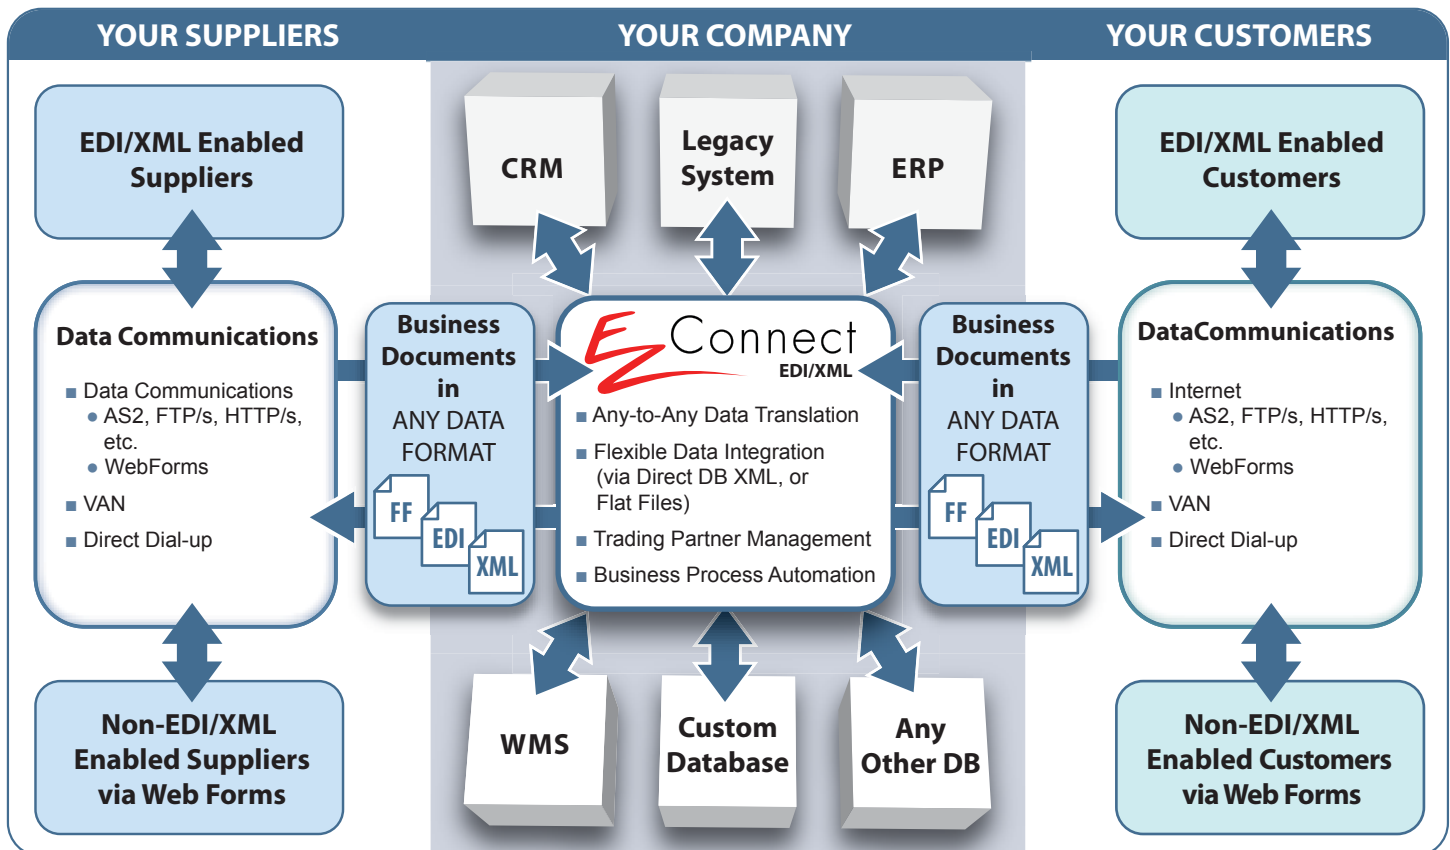 YOUR SUPPLIERS
YOUR COMPANY
YOUR CUSTOMERS
EDI/XML Enabled
Suppliers
Data Communications
■ Data Communications
● AS2, FTP/s, HTTP/s,
etc.
● WebForms
■ VAN
■ Direct Dial-up
Non-EDI/XML
Enabled Suppliers
via Web Forms
Business
Documents
in
ANY DATA
FORMAT
FF
EDI
XML
CRM
Legacy
System
ERP
EZ Connect
EDI/XML
■ Any-to-Any Data Translation
■ Flexible Data Integration
(via Direct DB XML, or
Flat Files)
■ Trading Partner Management
■ Business Process Automation
WMS
Custom
Database
Any
Other DB
Business
Documents
in
ANY DATA
FORMAT
FF
EDI
XML
EDI/XML Enabled
Customers
DataCommunications
■ Internet
● AS2, FTP/s, HTTP/s,
etc.
● WebForms
■ VAN
■ Direct Dial-up
Non-EDI/XML
Enabled Customers
via Web Forms